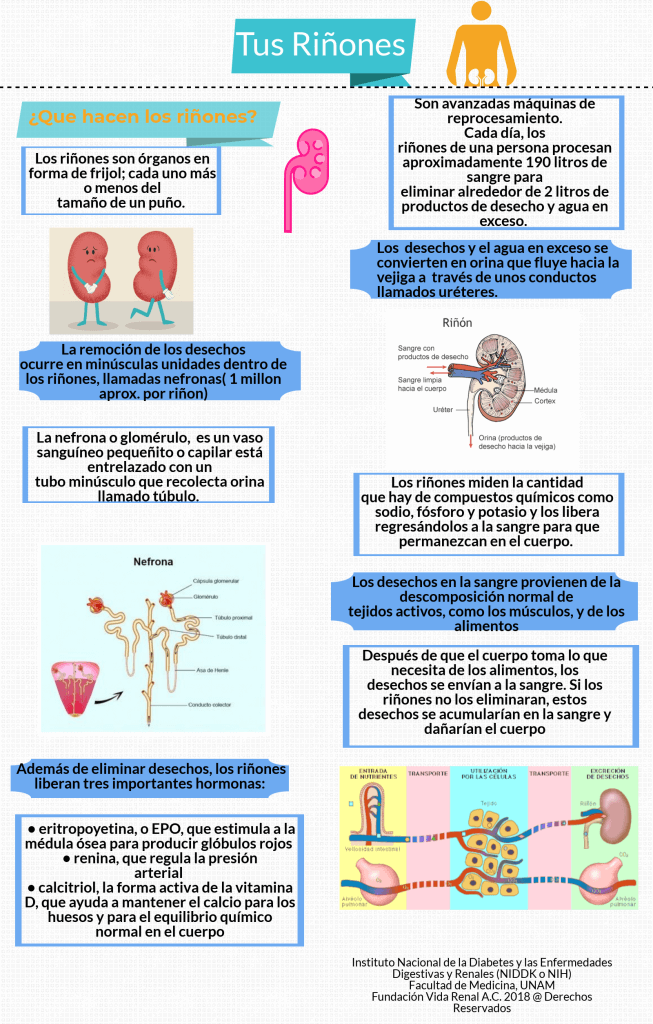 Tus Riñones
¿Que hacen los riñones?
Los riñones son órganos en
forma de frijol; cada uno más
o menos del
tamaño de un puño.
La remoción de los desechos
ocurre en minúsculas unidades dentro de
los riñones, llamadas nefronas( 1 millon
aprox. por riñon)
La nefrona o glomérulo, es un vaso
sanguíneo pequeñito o capilar está
entrelazado con un
tubo minúsculo que recolecta orina
llamado túbulo.
Nefrona
Cápsula glomerular
Glomérulo
Túbulo proximal
Túbulo distal
Asa de Henle
Conducto colector
Además de eliminar desechos, los riñones
liberan tres importantes hormonas:
● eritropoyetina, o EPO, que estimula a la
médula ósea para producir glóbulos rojos
● renina, que regula la presión
arterial
● calcitriol, la forma activa de la vitamina
D, que ayuda a mantener el calcio para los
huesos y para el equilibrio químico
normal en el cuerpo
Son avanzadas máquinas de
reprocesamiento.
Cada día, los
riñones de una persona procesan
aproximadamente 190 litros de
sangre para
eliminar alrededor de 2 litros de
productos de desecho y agua en
exceso.
Los desechos y el agua en exceso se
convierten en orina que fluye hacia la
vejiga a través de unos conductos
llamados uréteres.
Riñón
Sangre con
productos de desecho
Sangre limpia
hacia el cuerpo
Uréter
Médula
Cortex
Orina (productos de
desecho hacia la vejiga)
Los riñones miden la cantidad
que hay de compuestos químicos como
sodio, fósforo y potasio y los libera
regresándolos a la sangre para que
permanezcan en el cuerpo.
Los desechos en la sangre provienen de la
descomposición normal de
tejidos activos, como los músculos, y de los
alimentos
Después de que el cuerpo toma lo que
necesita de los alimentos, los
desechos se envían a la sangre. Si los
riñones no los eliminaran, estos
desechos se acumularían en la sangre y
dañarían el cuerpo
ENTRADA
DE NUTRIENTES
TRANSPORTE
UTILIZACIÓN
POR LAS CÉLULAS
TRANSPORTE
EXCRECIÓN
DE DESECHOS
Tejido
Riñón
Vellosidad intestinal
CO₂
Alvéolo
pulmonar
Alvéolo
pulmonar
Instituto Nacional de la Diabetes y las Enfermedades
Digestivas y Renales (NIDDK o NIH)
Facultad de Medicina, UNAM
Fundación Vida Renal A.C. 2018 @ Derechos
Reservados